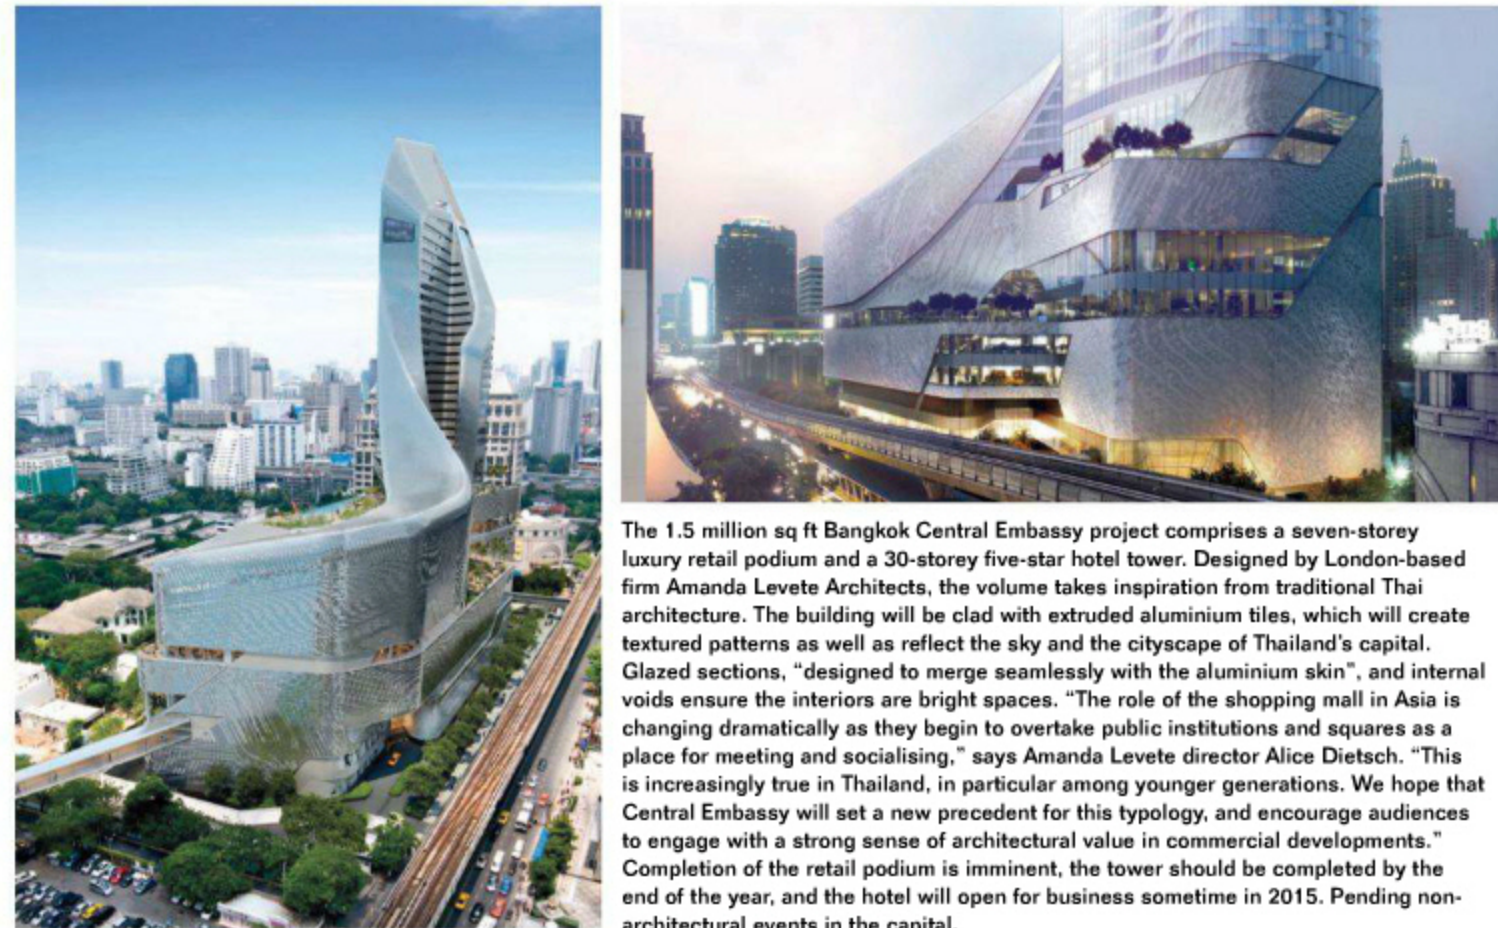 The 1.5 million sq ft Bangkok Central Embassy project comprises a seven-storey
luxury retail podium and a 30-storey five-star hotel tower. Designed by London-based
firm Amanda Levete Architects, the volume takes inspiration from traditional Thai
architecture. The building will be clad with extruded aluminium tiles, which will create
textured patterns as well as reflect the sky and the cityscape of Thailand's capital.
Glazed sections, “designed to merge seamlessly with the aluminium skin”, and internal
voids ensure the interiors are bright spaces. “The role of the shopping mall in Asia is
changing dramatically as they begin to overtake public institutions and squares as a
place for meeting and socialising,” says Amanda Levete director Alice Dietsch. “This
is increasingly true in Thailand, in particular among younger generations. We hope that
Central Embassy will set a new precedent for this typology, and encourage audiences
to engage with a strong sense of architectural value in commercial developments.”
Completion of the retail podium is imminent, the tower should be completed by the
end of the year, and the hotel will open for business sometime in 2015. Pending non-
architectural events in the capital.